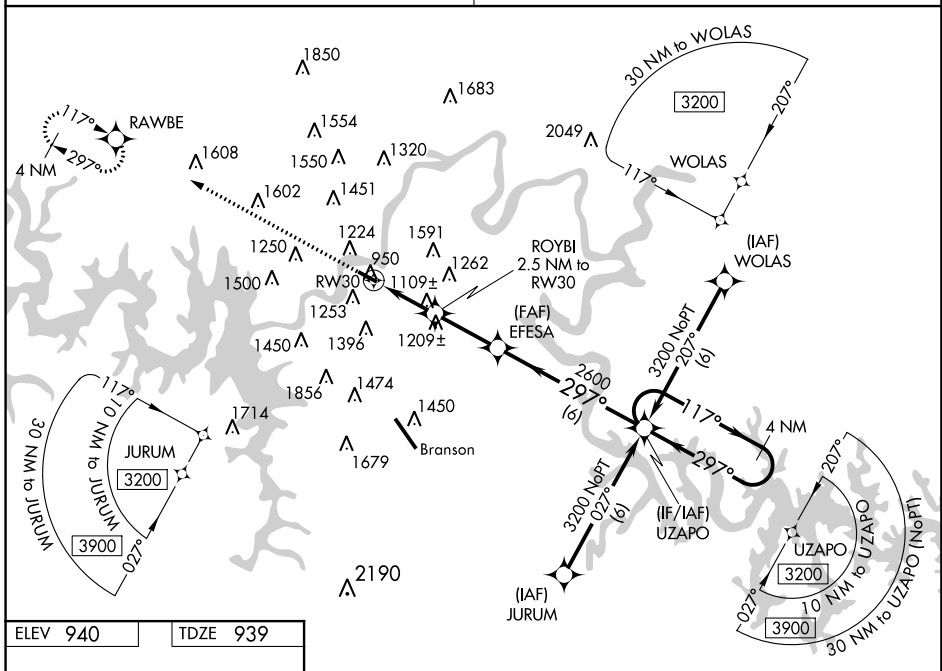 1850
30 NM to WOLAS
1683
3200
207°
117°
RAWBE
4 NM
297°
1608
1554
1550
1320
2049
WOLAS
117°
1602
1451
1224
1591
(IAF)
WOLAS
1250
950
ROYBI
2.5 NM to
RW30
RW30
1109±
1262
1500
1253
(FAF)
EFESA
1450
1396
1209±
3200 NoPT
207°
(6)
2600
297°
(6)
1856
1474
117°
4 NM
117°
1714
1450
Branson
297°
207°
30 NM to JURUM
10 NM to JURUM
JURUM
3200
1679
3200 NoPT
027°
(6)
(IF/IAF)
UZAPO
3900
027°
UZAPO
3200
10 NM to UZAPO
30 NM to UZAPO (NoPT)
027°
3900
2190
(IAF)
JURUM
ELEV 940
TDZE 939